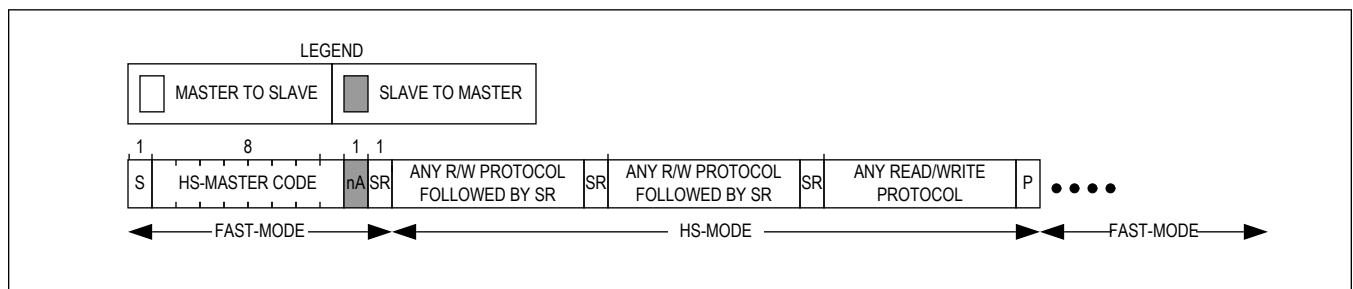 LEGEND
MASTER TO SLAVE SLAVE TO MASTER
1 8 1 1
S HS-MASTER CODE nA SR ANY R/W PROTOCOL FOLLOWED BY SR SR ANY R/W PROTOCOL FOLLOWED BY SR SR ANY READ/WRITE PROTOCOL P
FAST-MODE HS-MODE FAST-MODE